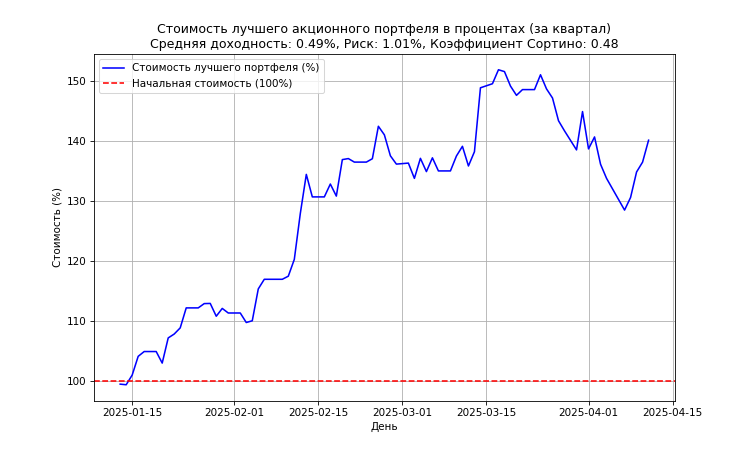 Стоимость лучшего акционного портфеля в процентах (за квартал)
Средняя доходность: 0.49%, Риск: 1.01%, Коэффициент Сортино: 0.48
Стоимость лучшего портфеля (%)
Начальная стоимость (100%)
Стоимость (%)
150
140
130
120
110
100
2025-01-15
2025-02-01
2025-02-15
2025-03-01
2025-03-15
2025-04-01
2025-04-15
День